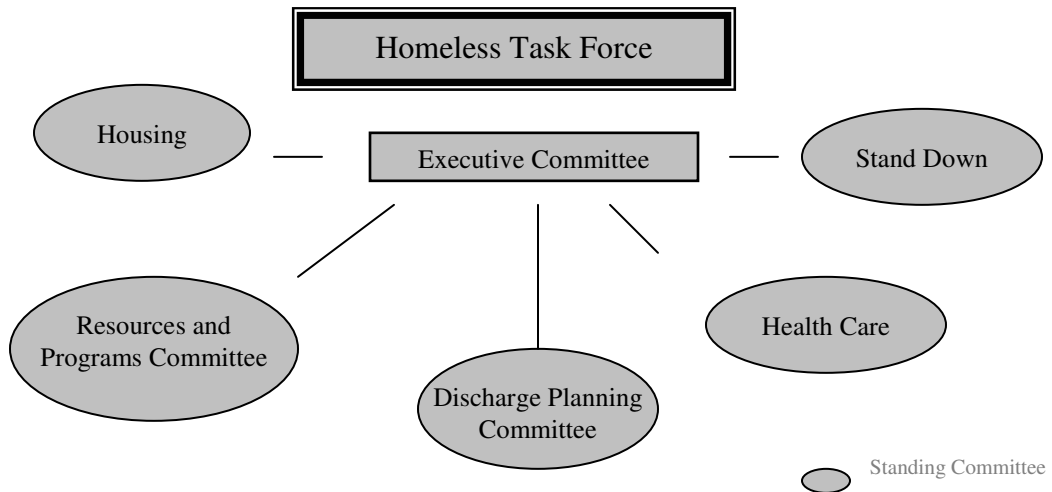 Homeless Task Force
Housing
Executive Committee
Stand Down
Resources and
Programs Committee
Health Care
Discharge Planning
Committee
Standing Committee